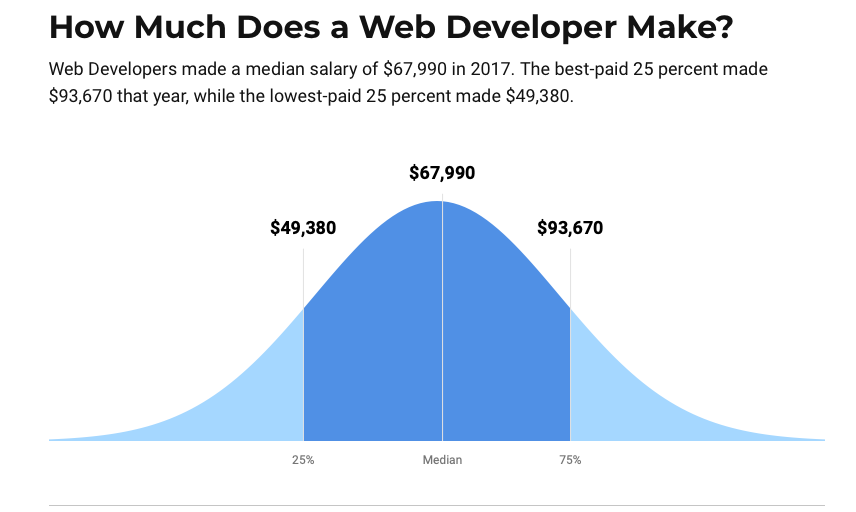 How Much Does a Web Developer Make?
Web Developers made a median salary of $67,990 in 2017. The best-paid 25 percent made
$93,670 that year, while the lowest-paid 25 percent made $49,380.
$67,990
$49,380
$93,670
25%
Median
75%